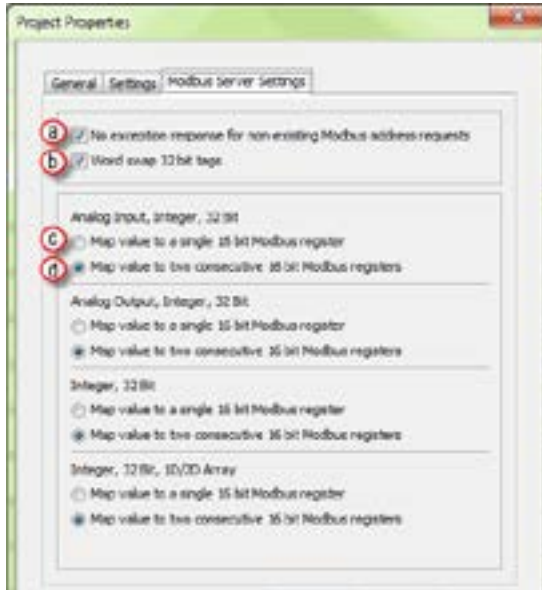 Project Properties
General Settings Modbus Server Settings
a No exception response for non-existing Modbus address requests
b Word swap 32 bit tags
Analog Input, Integer, 32 Bit
c Map value to a single 16 bit Modbus register
d Map value to two consecutive 16 bit Modbus registers
Analog Output, Integer, 32 Bit
Map value to a single 16 bit Modbus register
Map value to two consecutive 16 bit Modbus registers
Integer, 32 Bit
Map value to a single 16 bit Modbus register
Map value to two consecutive 16 bit Modbus registers
Integer, 32 Bit, 1D/2D Array
Map value to a single 16 bit Modbus register
Map value to two consecutive 16 bit Modbus registers